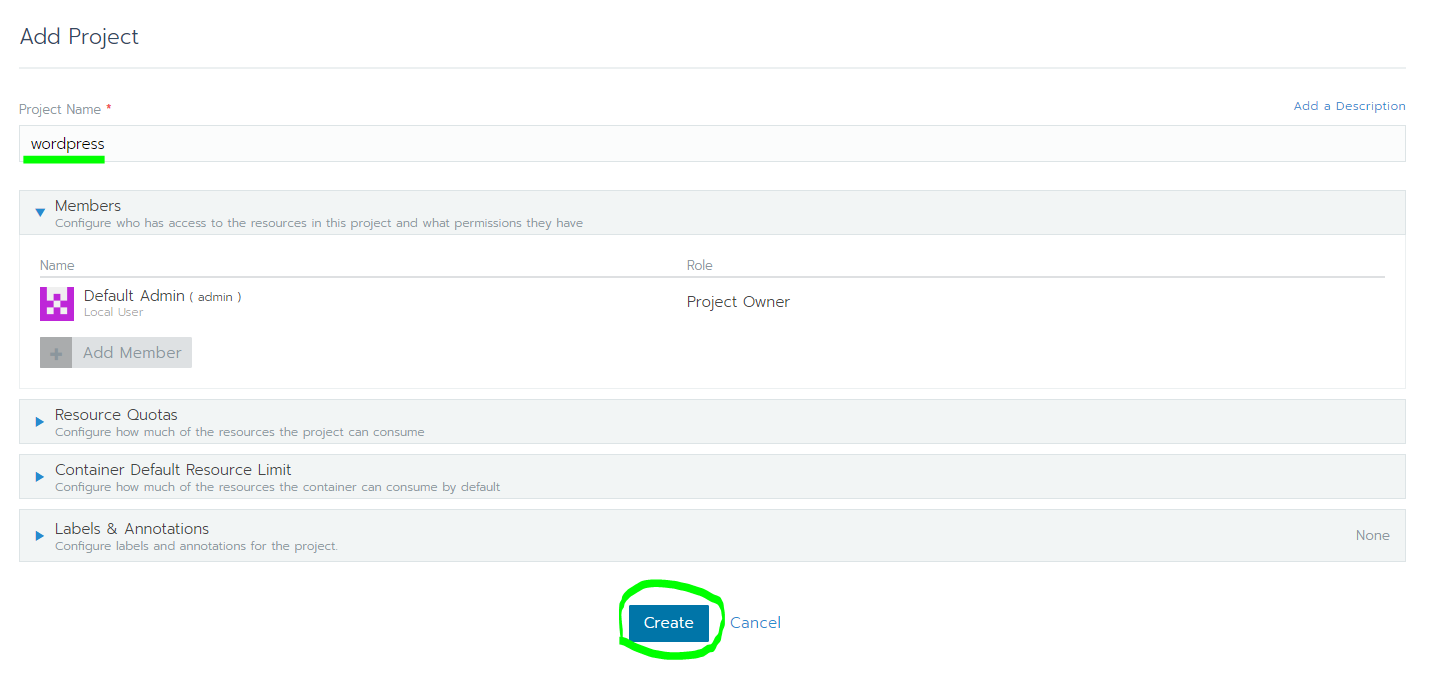 Add Project
Project Name *
Add a Description
wordpress
Members
Configure who has access to the resources in this project and what permissions they have
Name Role
Default Admin ( admin ) Project Owner
Local User
+ Add Member
Resource Quotas
Configure how much of the resources the project can consume
Container Default Resource Limit
Configure how much of the resources the container can consume by default
Labels & Annotations
Configure labels and annotations for the project.
None
Create Cancel